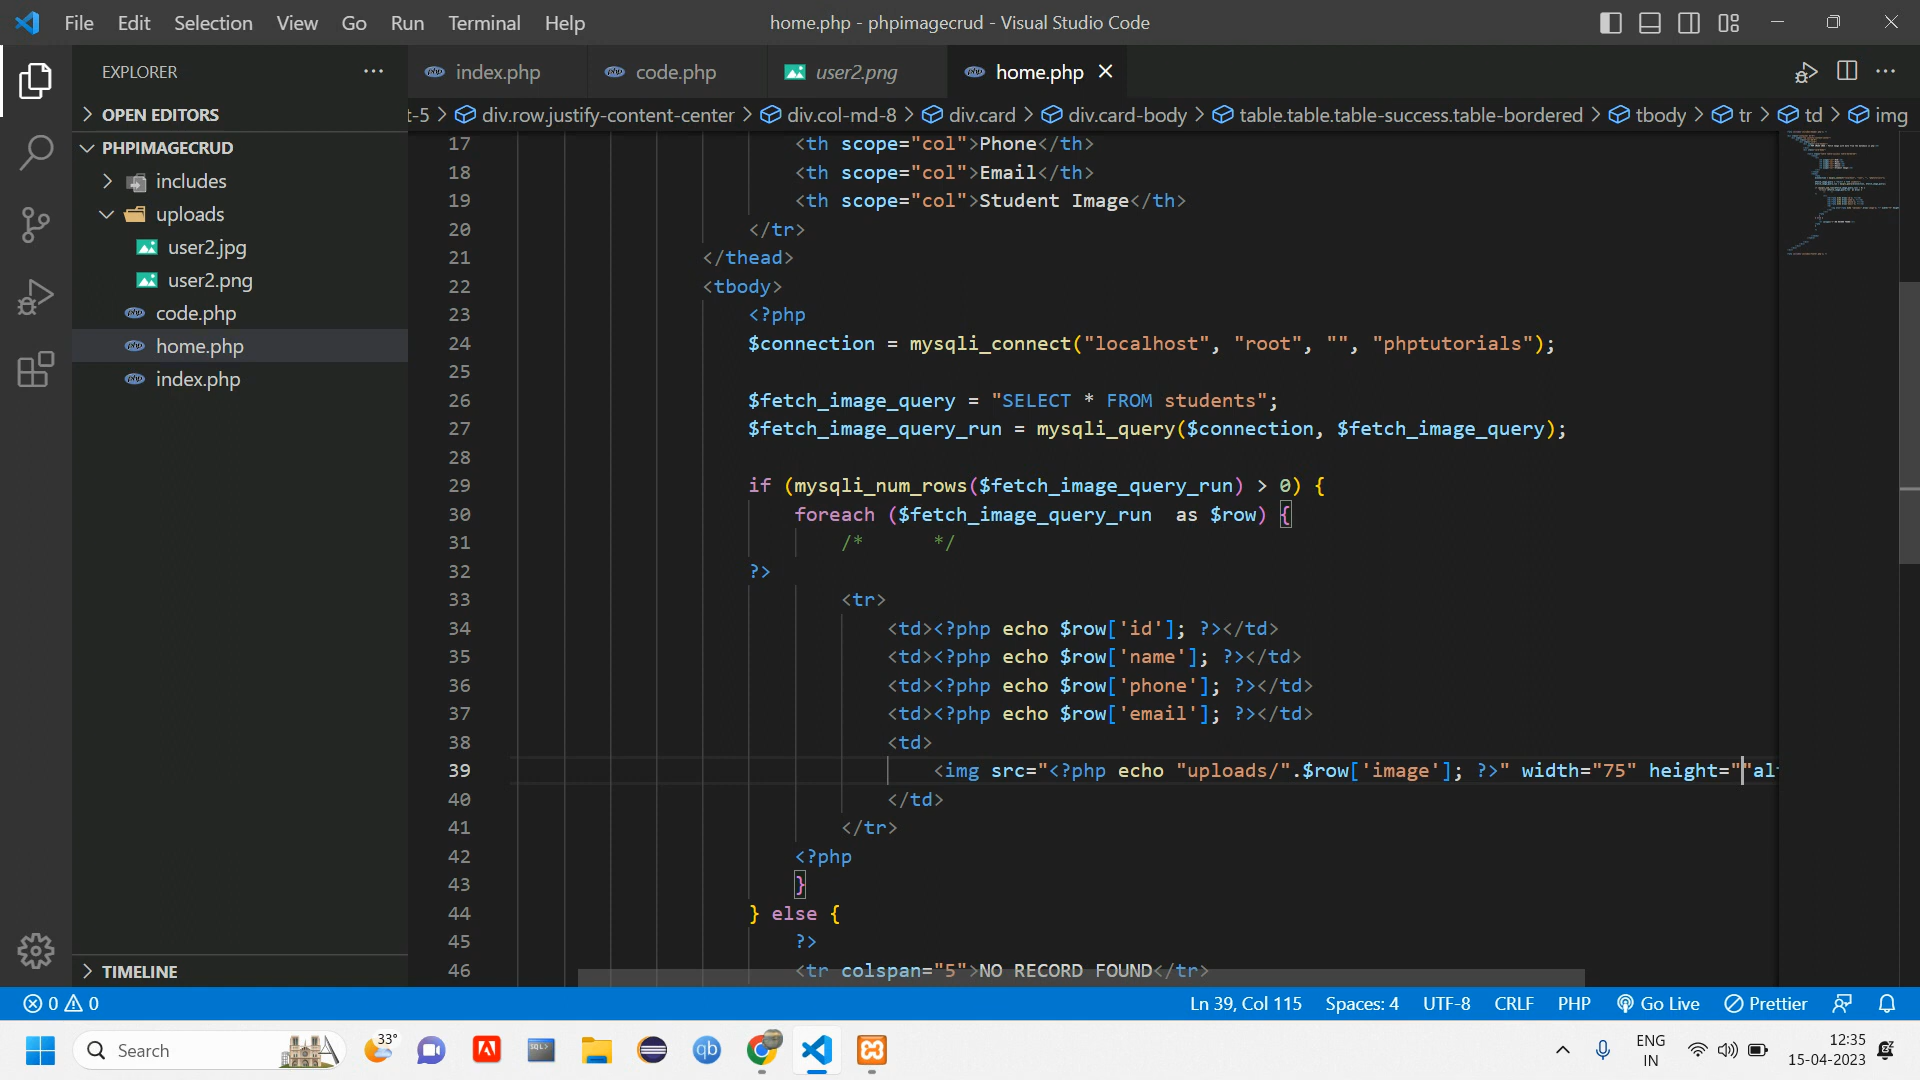 File Edit Selection View Go Run Terminal Help
home.php - phpimagecrud - Visual Studio Code
EXPLORER
OPEN EDITORS
PHPIMAGECRUD
includes
uploads
user2.jpg
user2.png
code.php
home.php
index.php
TIMELINE
index.php code.php user2.png home.php
t-5 > div.row.justify-content-center > div.col-md-8 > div.card > div.card-body > table.table.table-success.table-bordered > tbody > tr > td > img
17 <th scope="col">Phone</th>
18 <th scope="col">Email</th>
19 <th scope="col">Student Image</th>
20 </tr>
21 </thead>
22 <tbody>
23 <?php
24 $connection = mysqli_connect("localhost", "root", "", "phptutorials");
25
26 $fetch_image_query = "SELECT * FROM students";
27 $fetch_image_query_run = mysqli_query($connection, $fetch_image_query);
28
29 if (mysqli_num_rows($fetch_image_query_run) > 0) {
30 foreach ($fetch_image_query_run  as $row) {
31 /* */
32 ?>
33 <tr>
34 <td><?php echo $row['id']; ?></td>
35 <td><?php echo $row['name']; ?></td>
36 <td><?php echo $row['phone']; ?></td>
37 <td><?php echo $row['email']; ?></td>
38 <td>
39 <img src="<?php echo "uploads/".$row['image']; ?>" width="75" height=""alt
40 </td>
41 </tr>
42 <?php
43 }
44 } else {
45 ?>
46 <tr colspan="5">NO RECORD FOUND</tr>
0 0
Ln 39, Col 115 Spaces: 4 UTF-8 CRLF PHP Go Live Prettier
Search
33°
SQL>
qb
ENG
IN
12:35
15-04-2023